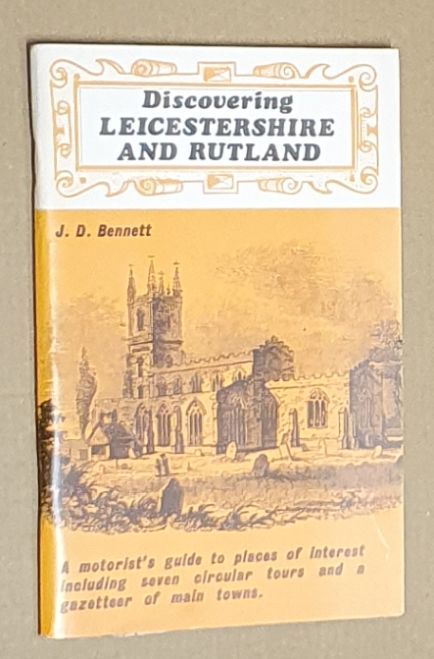 Discovering
LEICESTERSHIRE
AND RUTLAND
J. D. Bennett
A motorist's guide to places of interest
including seven circular tours and a
gazetteer of main towns.